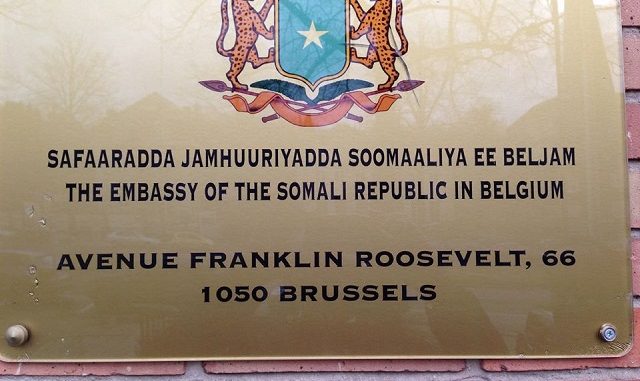 SAFAARADDA JAMHUURIYADDA SOOMAALIYA EE BELJAM
THE EMBASSY OF THE SOMALI REPUBLIC IN BELGIUM
AVENUE FRANKLIN ROOSEVELT, 66
1050 BRUSSELS